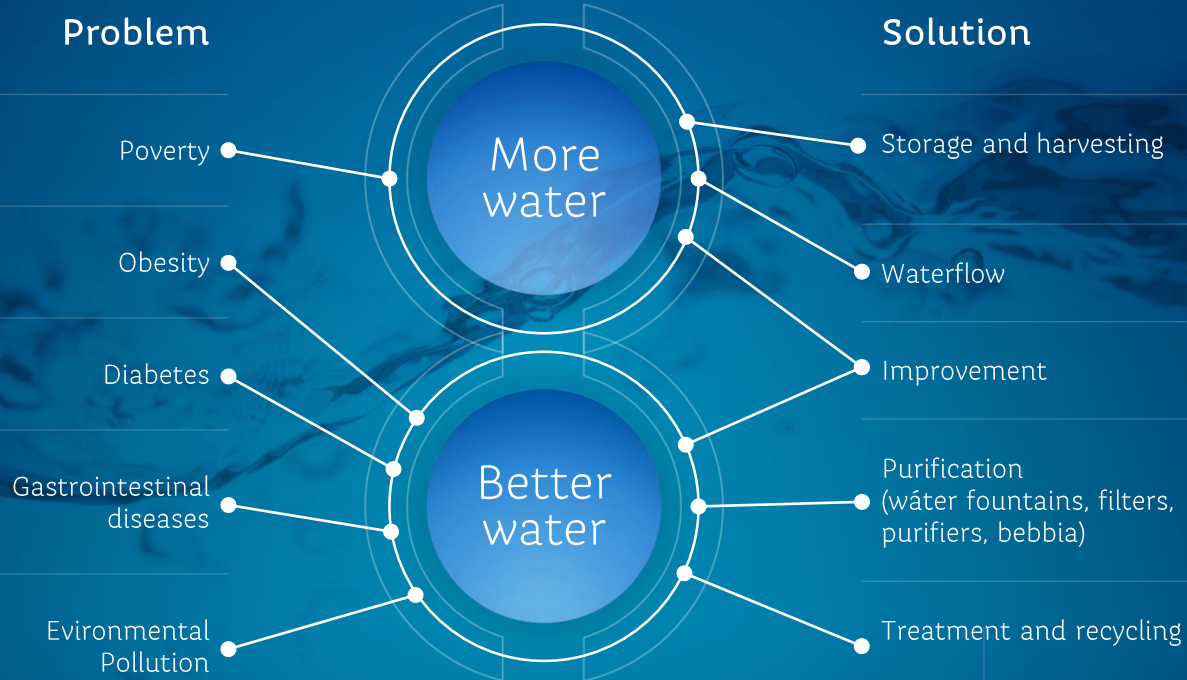 Problem
Poverty
Obesity
Diabetes
Gastrointestinal
diseases
Evironmental
Pollution
More
water
Better
water
Solution
Storage and harvesting
Waterflow
Improvement
Purification
(wáter fountains, filters,
purifiers, bebbia)
Treatment and recycling